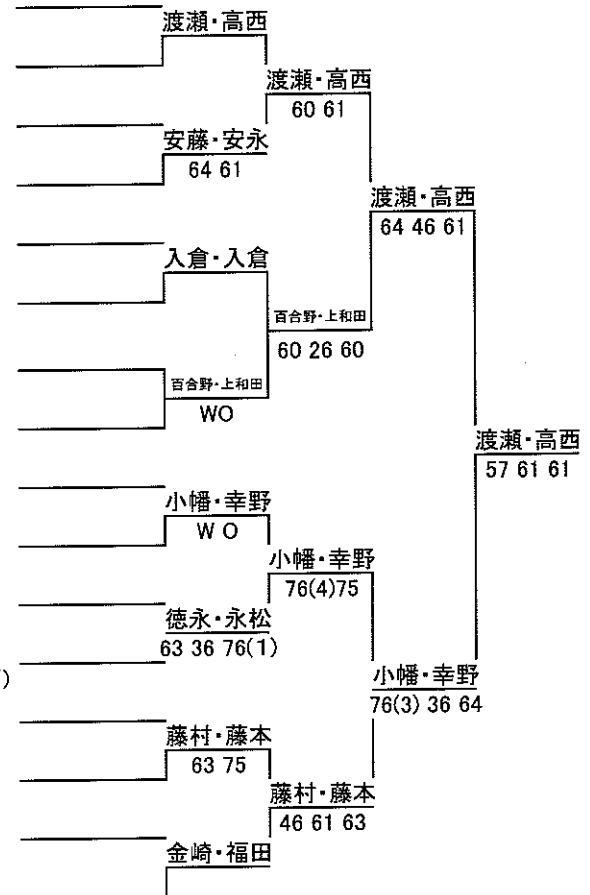 渡瀬・高西
渡瀬・高西
60 61
安藤・安永
64 61
渡瀬・高西
64 46 61
入倉・入倉
百合野・上和田
60 26 60
百合野・上和田
WO
渡瀬・高西
57 61 61
小幡・幸野
W O
小幡・幸野
76(4)75
徳永・永松
63 36 76(1)
)
小幡・幸野
76(3) 36 64
藤村・藤本
63 75
藤村・藤本
46 61 63
金崎・福田